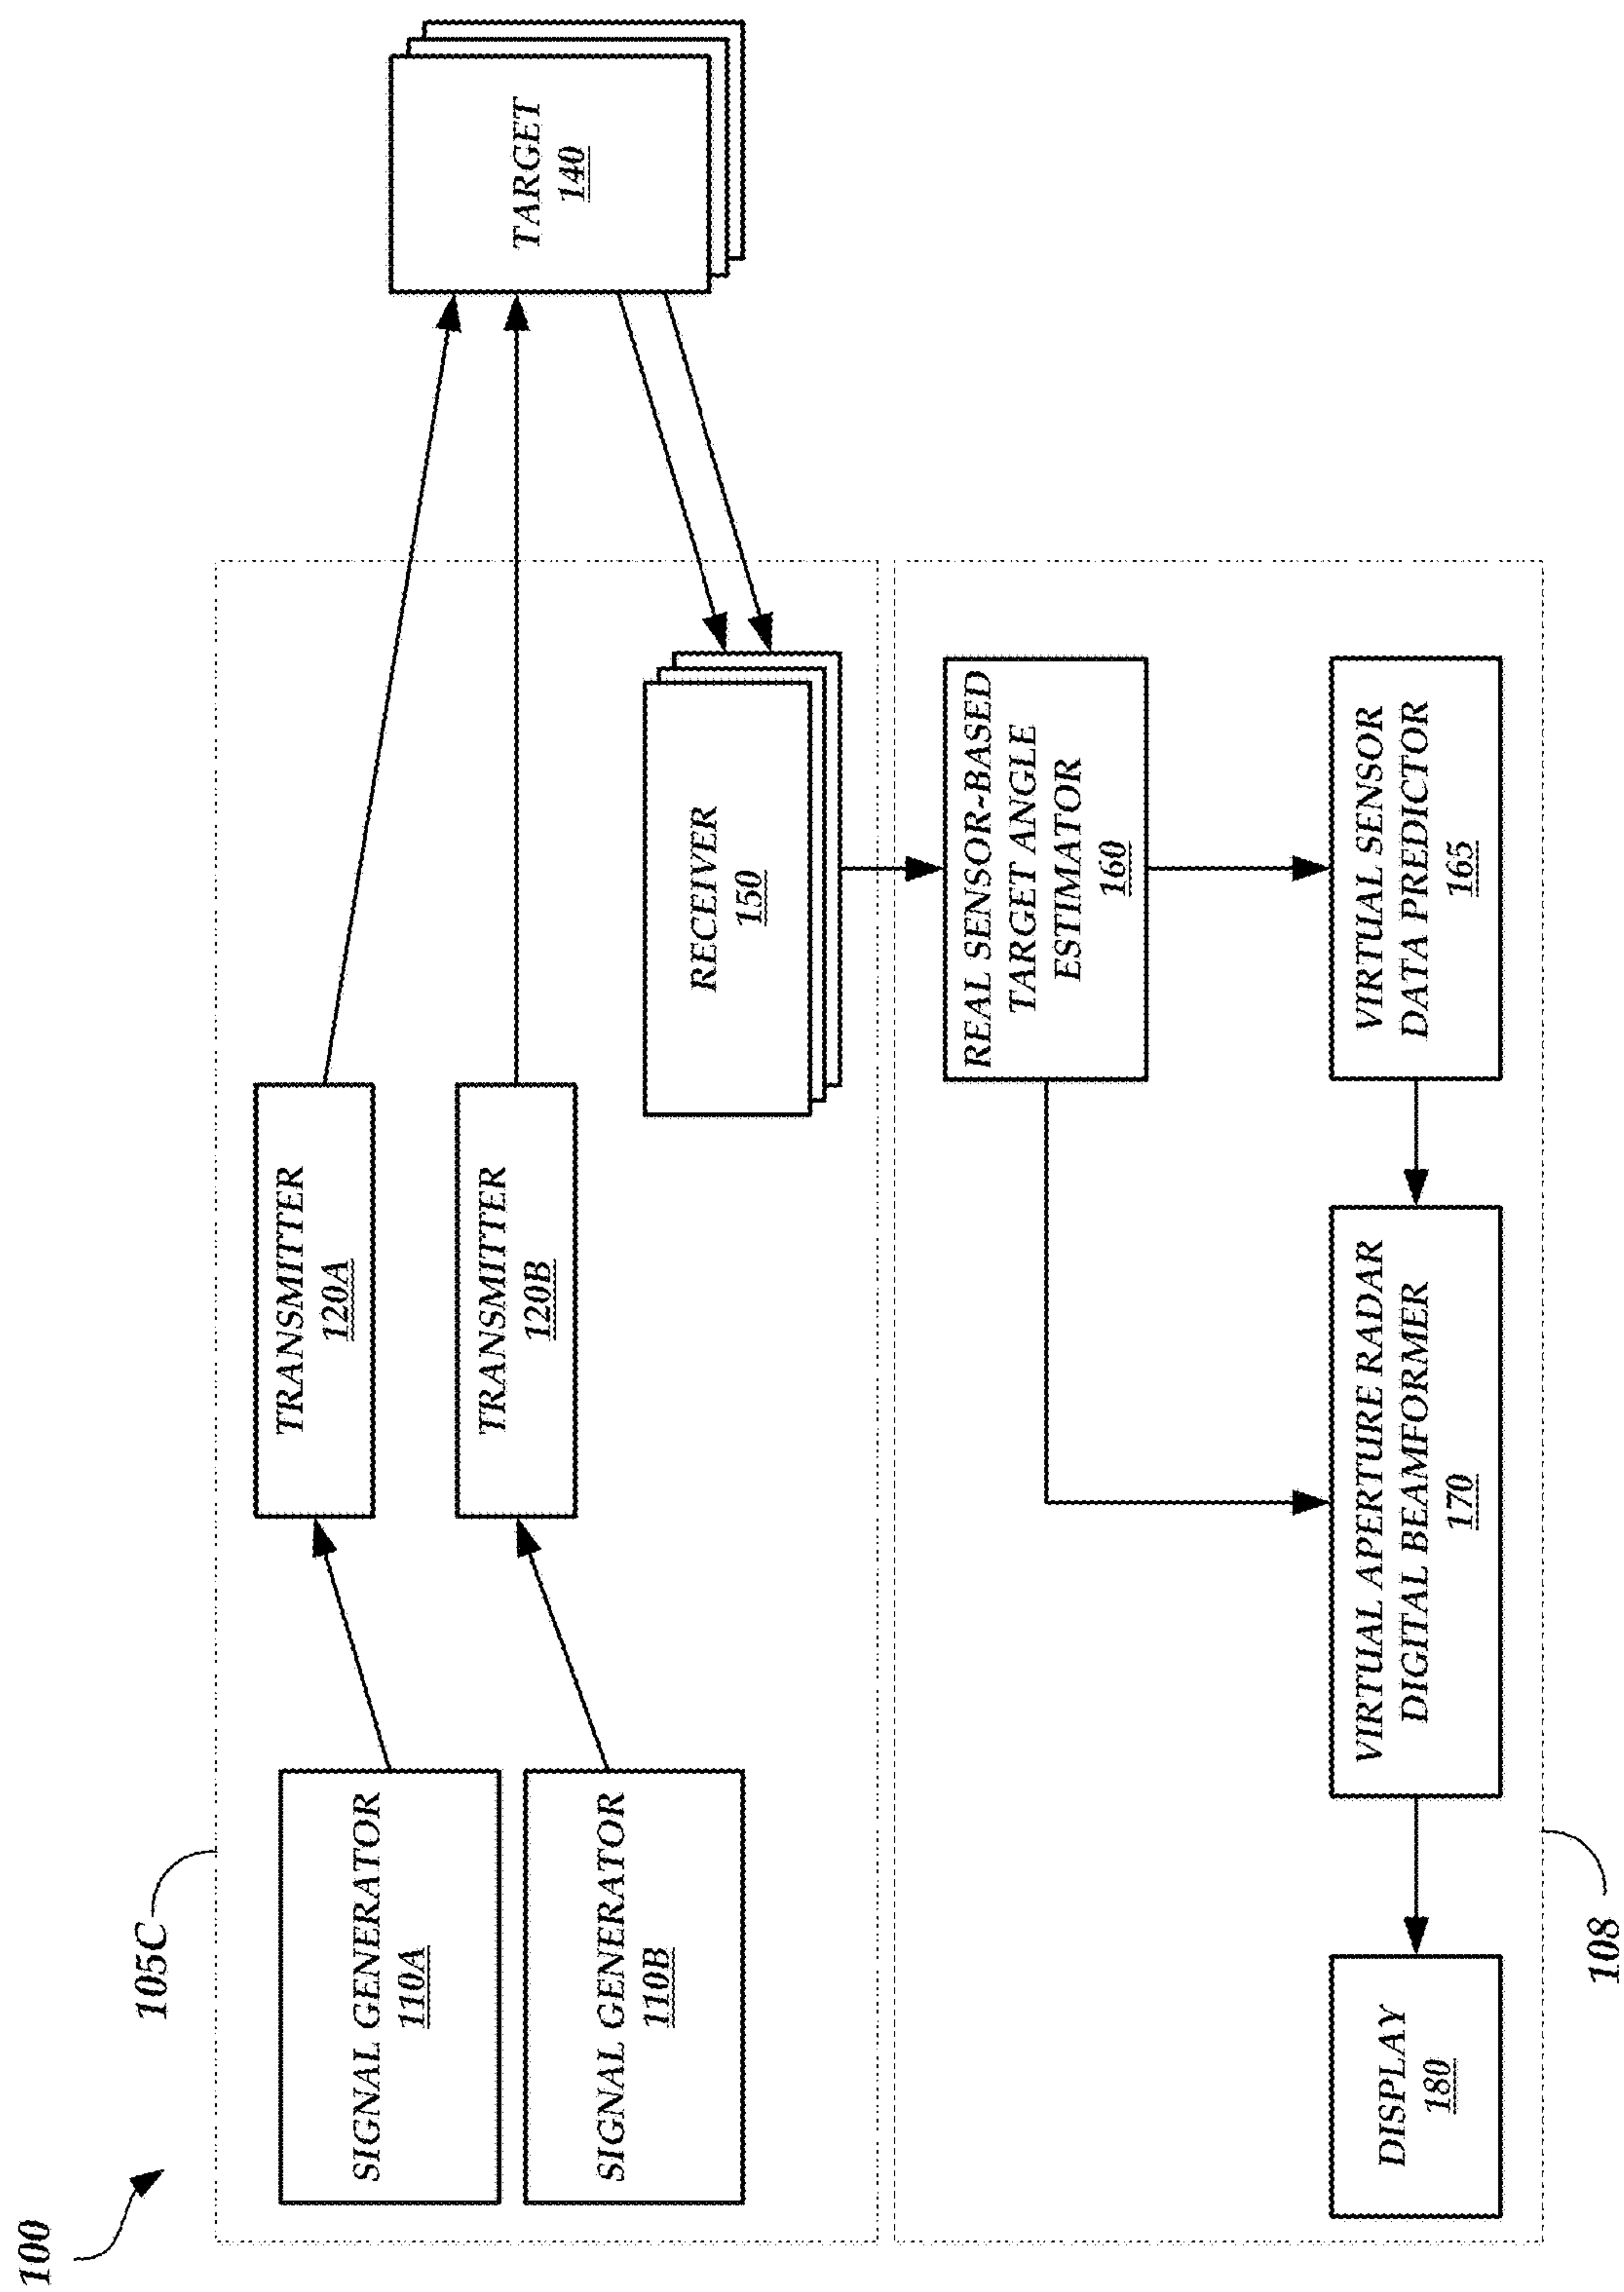 100
105C
SIGNAL GENERATOR
110A
TRANSMITTER
120A
SIGNAL GENERATOR
110B
TRANSMITTER
120B
TARGET
140
RECEIVER
150
REAL SENSOR-BASED
TARGET ANGLE
ESTIMATOR
160
DISPLAY
180
VIRTUAL APERTURE RADAR
DIGITAL BEAMFORMER
170
VIRTUAL SENSOR
DATA PREDICTOR
165
108